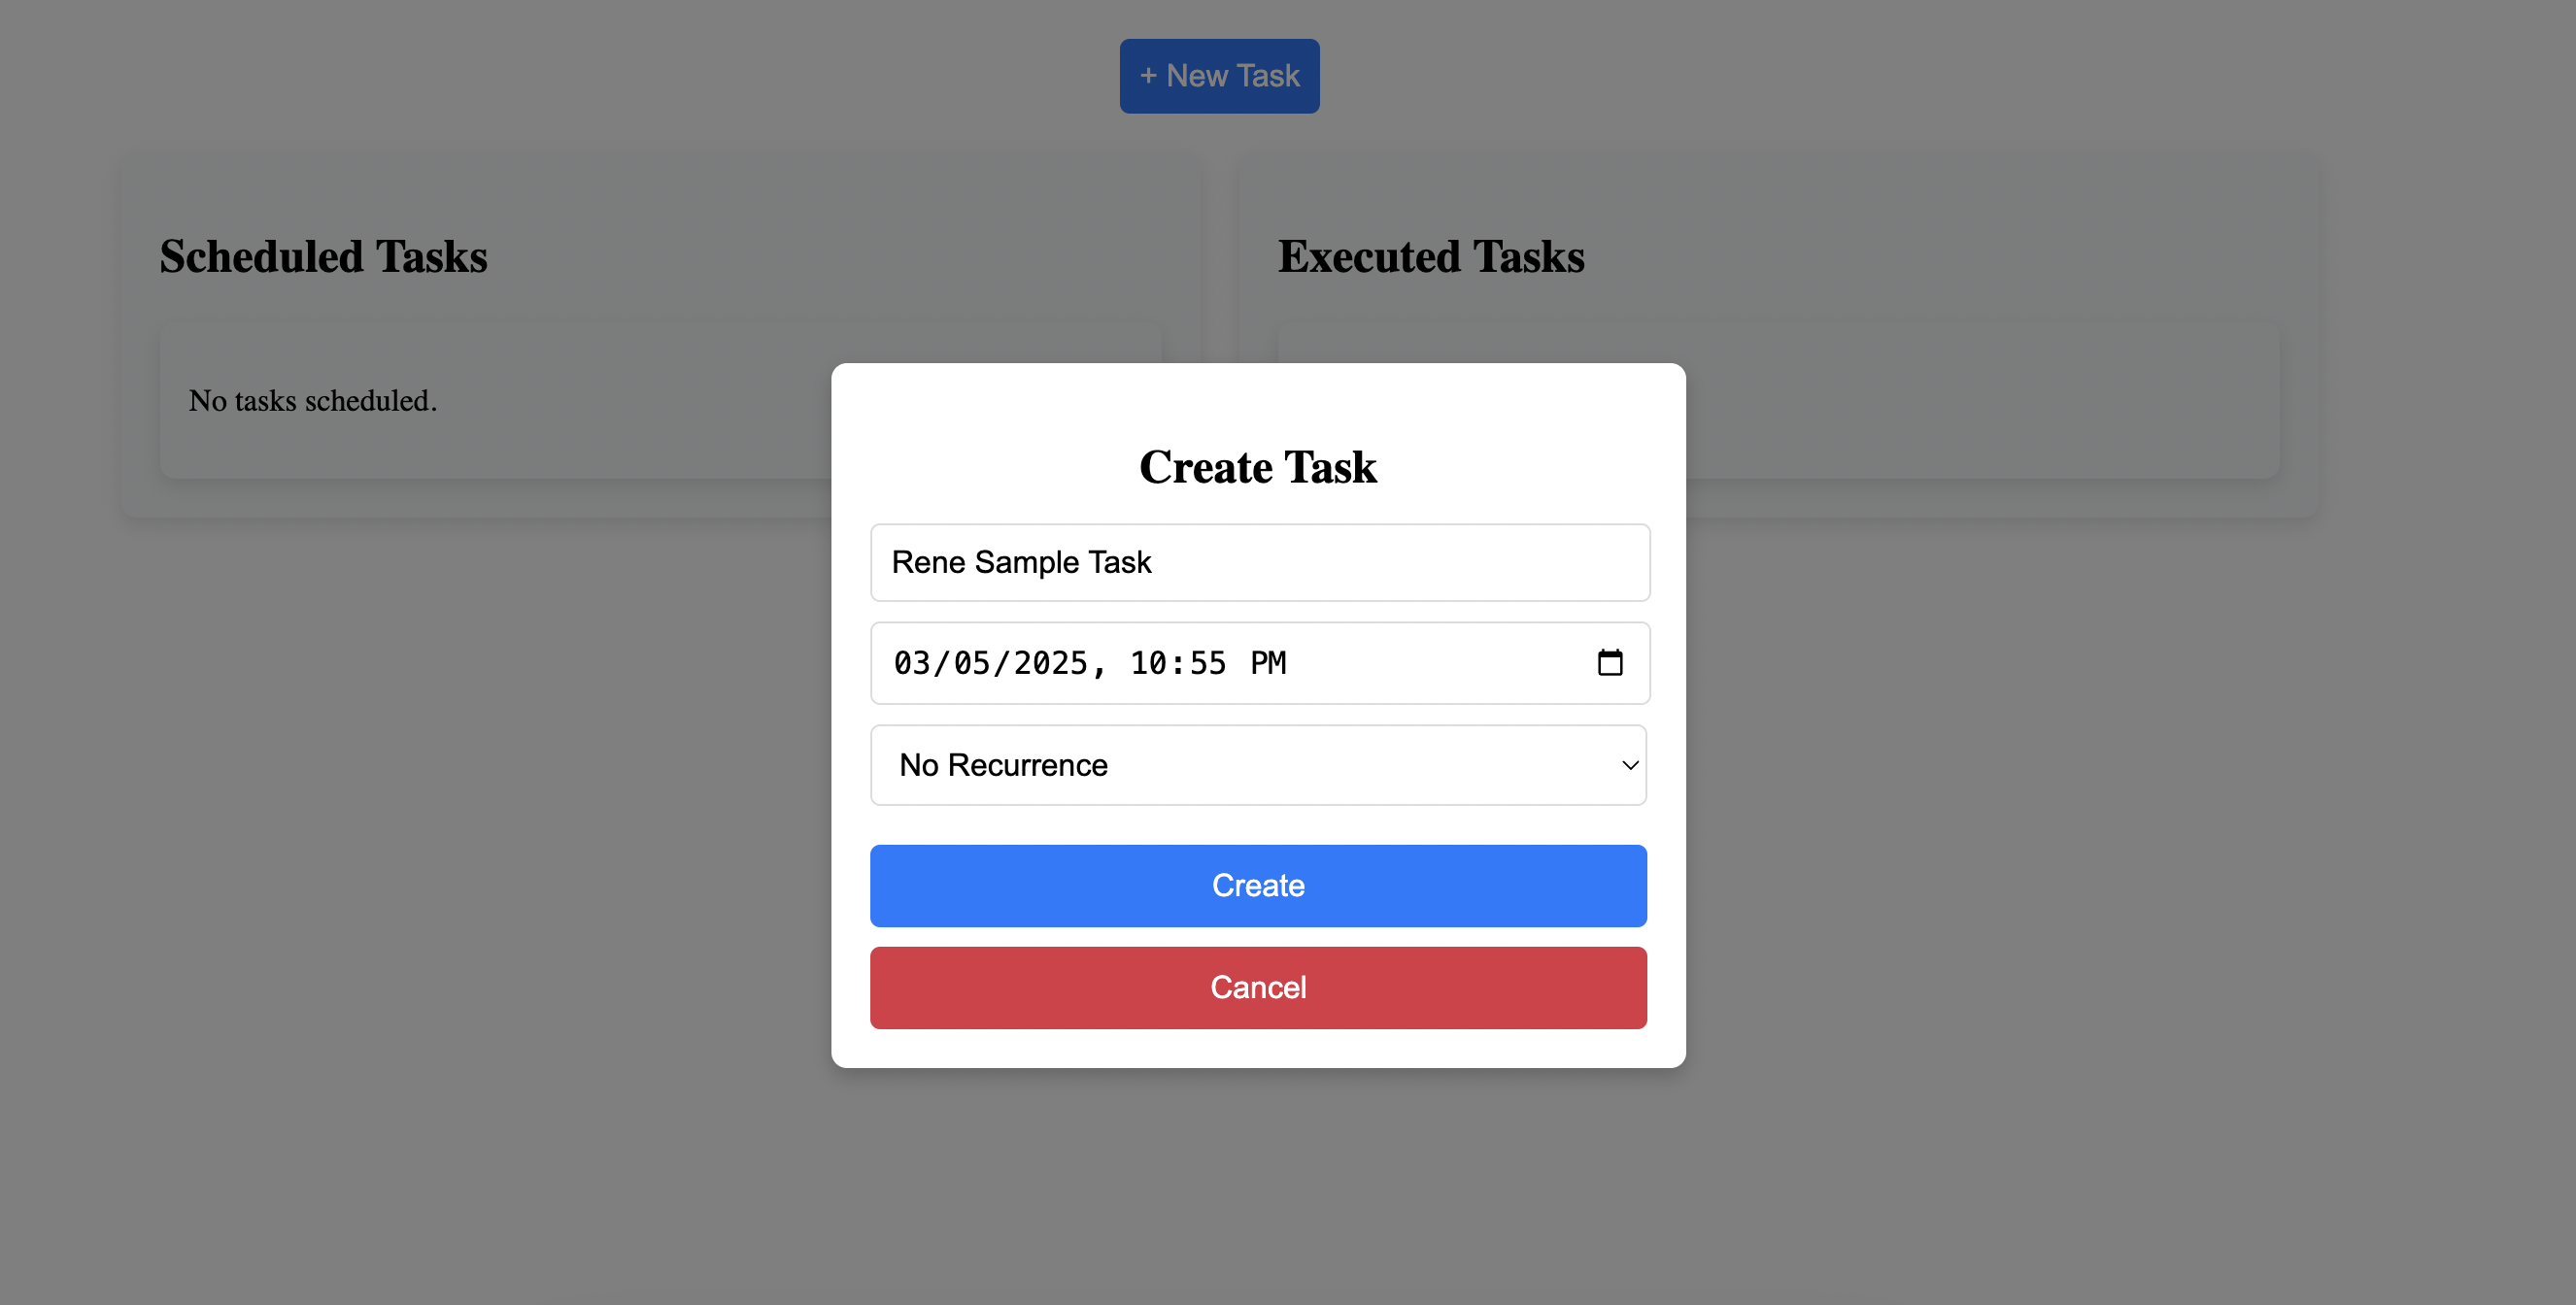 + New Task
Scheduled Tasks
Executed Tasks
No tasks scheduled.
Create Task
Rene Sample Task
03/05/2025, 10:55 PM
No Recurrence
Create
Cancel